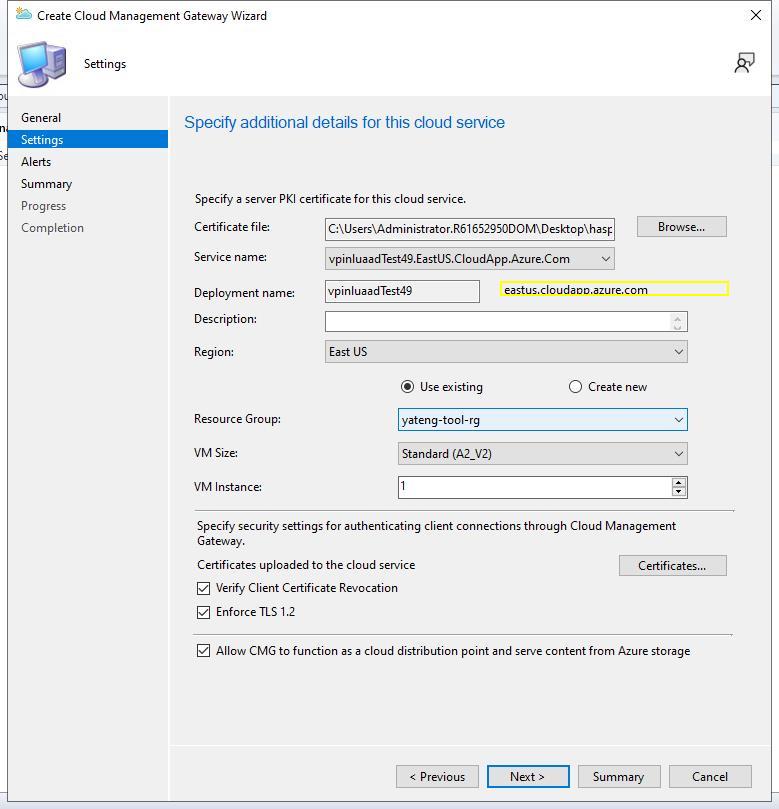 Create Cloud Management Gateway Wizard
Settings
General
Settings
Alerts
Summary
Progress
Completion
Specify additional details for this cloud service
Specify a server PKI certificate for this cloud service.
Certificate file: C:\Users\Administrator.R61652950DOM\Desktop\hasp Browse...
Service name: vpinluaadTest49.EastUS.CloudApp.Azure.Com
Deployment name: vpinluaadTest49 eastus.cloudapp.azure.com
Description:
Region: East US
Use existing Create new
Resource Group: yateng-tool-rg
VM Size: Standard (A2_V2)
VM Instance: 1
Specify security settings for authenticating client connections through Cloud Management
Gateway.
Certificates uploaded to the cloud service Certificates...
Verify Client Certificate Revocation
Enforce TLS 1.2
Allow CMG to function as a cloud distribution point and serve content from Azure storage
< Previous Next > Summary Cancel